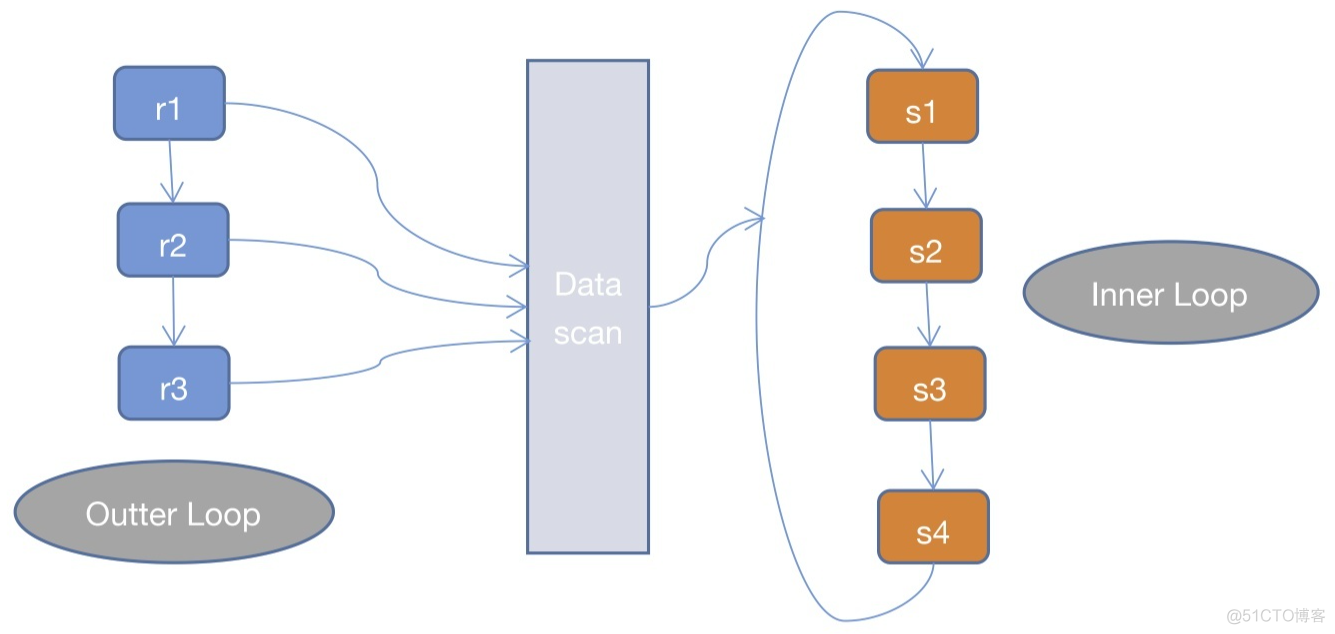 r1
r2
r3
Outter Loop
Data
scan
s1
s2
s3
s4
Inner Loop
@51CTO博客